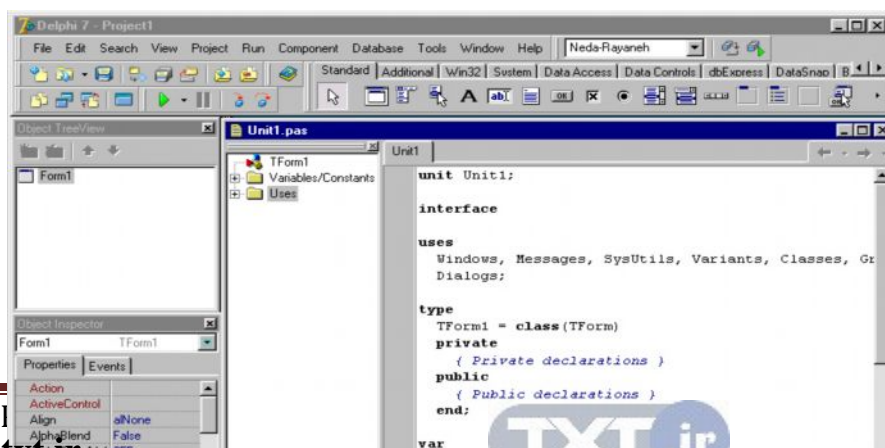 Delphi 7 - Project1
File Edit Search View Project Run Component Database Tools Window Help Neda-Rayaneh
Standard Additional Win32 System Data Access Data Controls dbExpress DataSnap B
Object TreeView
Form1
Unit1.pas
TForm1
Variables/Constants
Uses
Unit1
unit Unit1;
interface
uses
Windows, Messages, SysUtils, Variants, Classes, Gr
Dialogs;
type
TForm1 = class(TForm)
private
{ Private declarations }
public
{ Public declarations }
end;
var
Object Inspector
Form1 TForm1
Properties Events
Action
ActiveControl
Align alNone
AlphaBlend False
TXT.ir